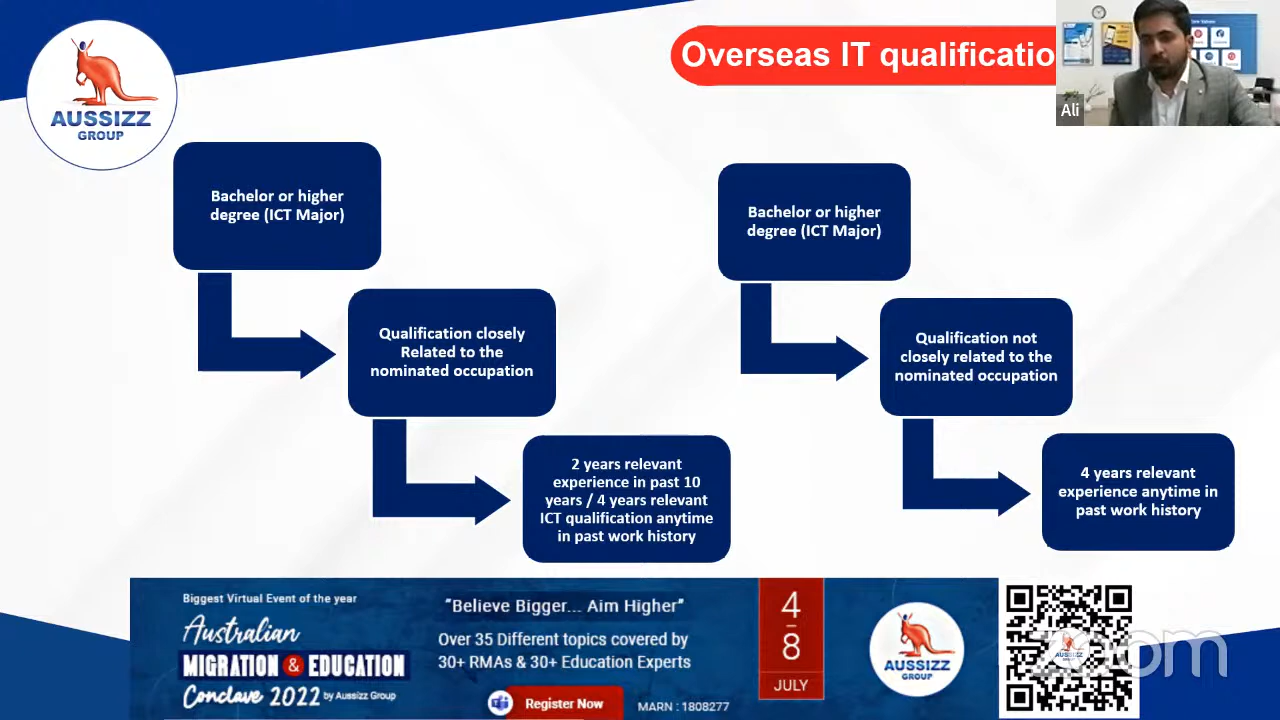 Overseas IT qualificatio
Ali
AUSSIZZ
GROUP
Bachelor or higher
degree (ICT Major)
Qualification closely
Related to the
nominated occupation
2 years relevant
experience in past 10
years / 4 years relevant
ICT qualification anytime
in past work history
Bachelor or higher
degree (ICT Major)
Qualification not
closely related to the
nominated occupation
4 years relevant
experience anytime in
past work history
Biggest Virtual Event of the year
Australian
MIGRATION & EDUCATION
Conclave 2022 by Aussizz Group
"Believe Bigger... Aim Higher"
Over 35 Different topics covered by
30+ RMAs & 30+ Education Experts
Register Now
MARN : 1808277
4
–
8
JULY
AUSSIZZ
GROUP
zoom